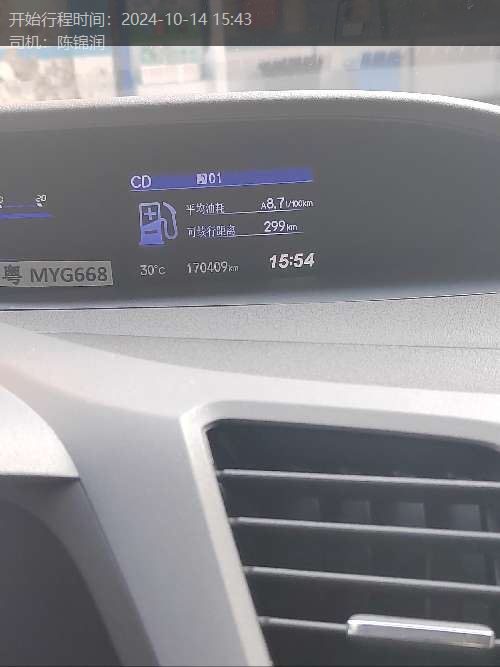 开始行程时间：2024-10-14 15:43
司机：陈锦润
CD 01
20
平均油耗 A8.7L/100km
可续行距离 299km
粤 MYG668
30°C 170409km 15:54